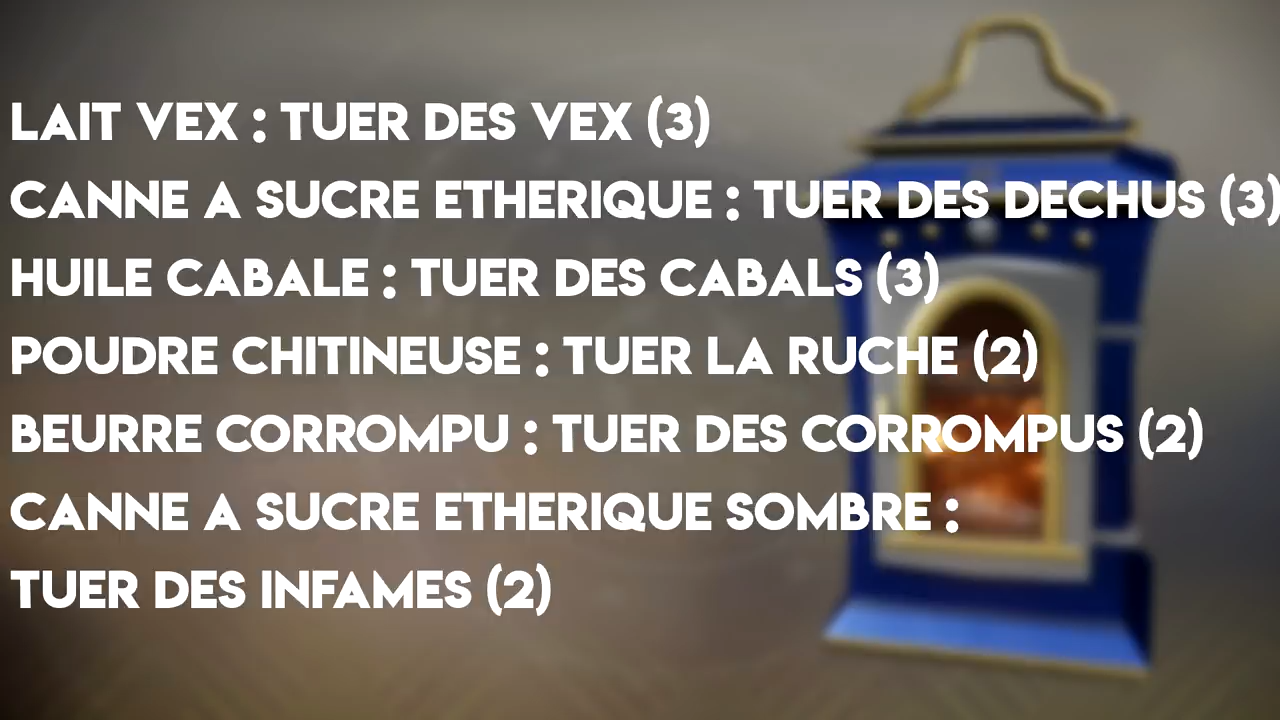 LAIT VEX : TUER DES VEX (3)
CANNE A SUCRE ETHERIQUE : TUER DES DECHUS (3)
HUILE CABALE : TUER DES CABALS (3)
POUDRE CHITINEUSE : TUER LA RUCHE (2)
BEURRE CORROMPU : TUER DES CORROMPUS (2)
CANNE A SUCRE ETHERIQUE SOMBRE :
TUER DES INFAMES (2)